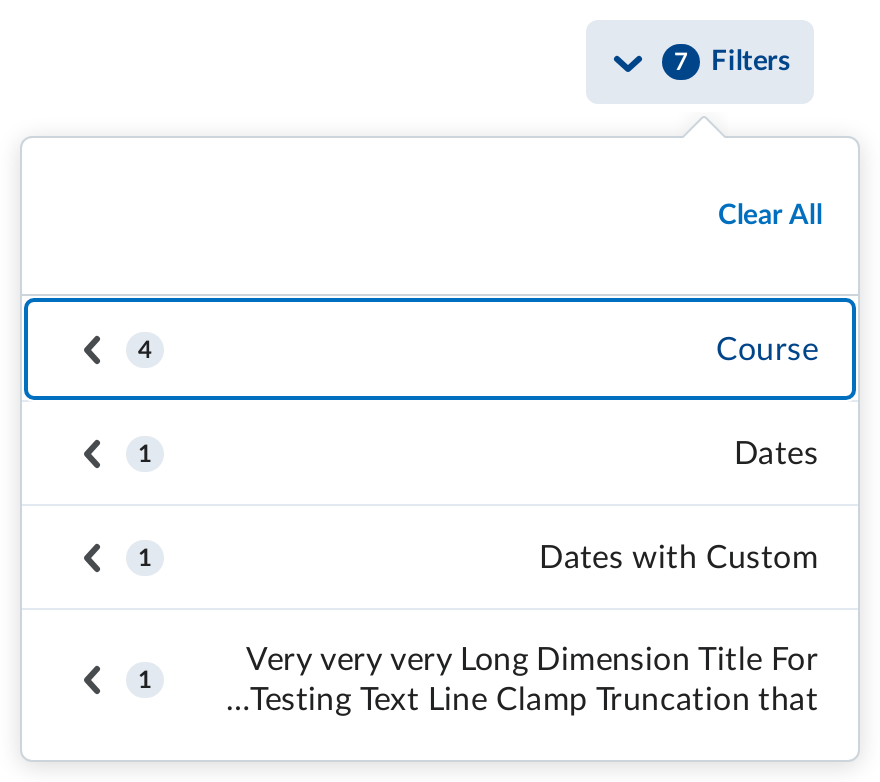 7 Filters
Clear All
Course 4
Dates 1
Dates with Custom 1
Very very very Long Dimension Title For
...Testing Text Line Clamp Truncation that
1